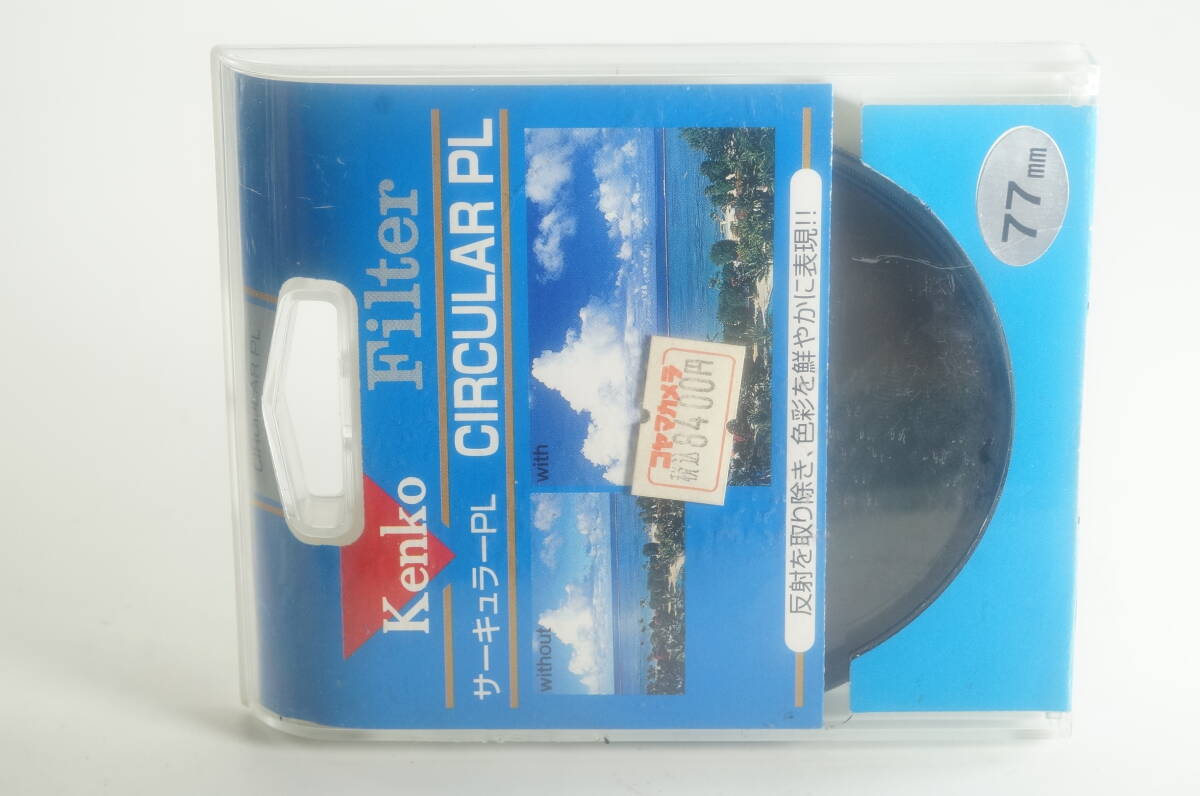 Kenko Filter
サーキュラーPL CIRCULAR PL
without
with
コヤマカメラ
税込8400円
反射を取り除き、色彩を鮮やかに表現!!
77mm
CIRCULAR PL